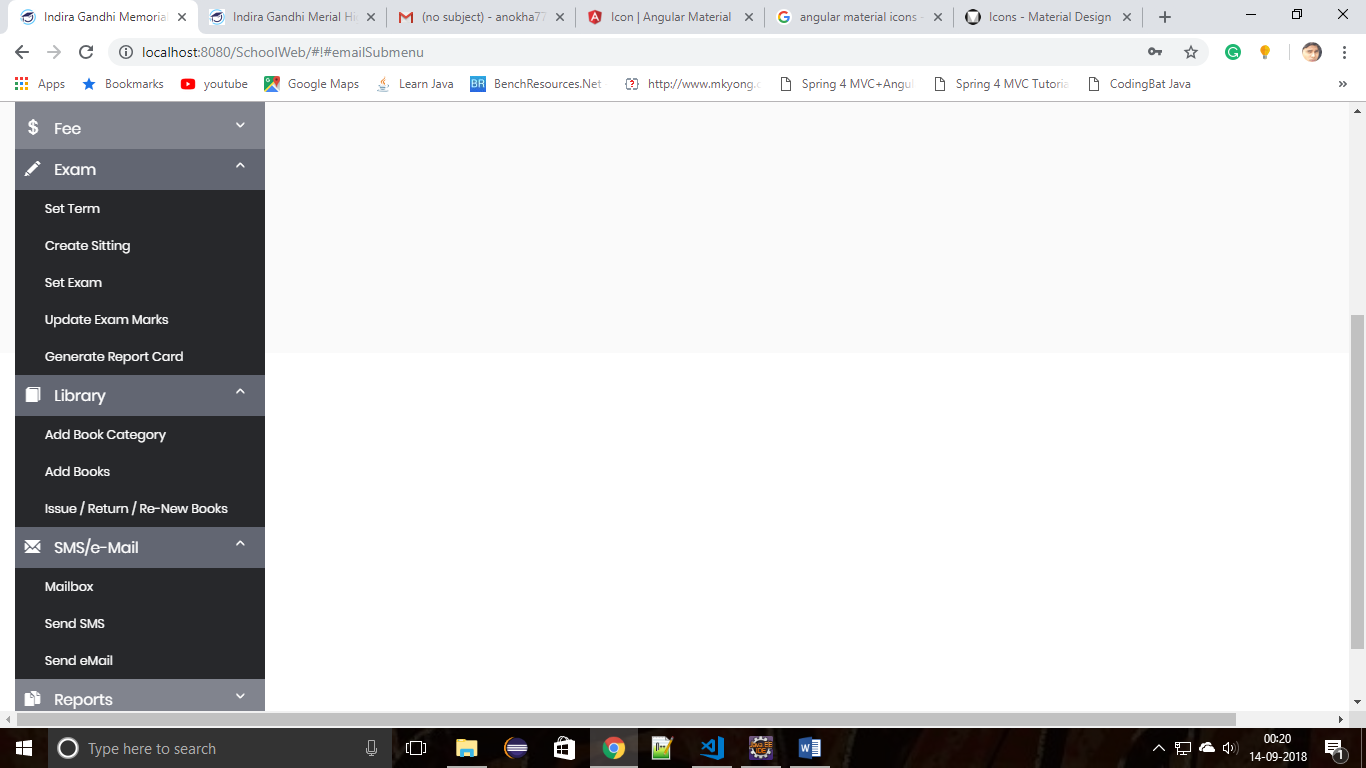 Indira Gandhi Memorial
Indira Gandhi Merial Hi
(no subject) - anokha77
Icon | Angular Material
angular material icons -
Icons - Material Design
localhost:8080/SchoolWeb/#!#emailSubmenu
Apps
Bookmarks
youtube
Google Maps
Learn Java
BR
BenchResources.Net
http://www.mkyong.c
Spring 4 MVC+Angul
Spring 4 MVC Tutoria
CodingBat Java
»
$ Fee
Exam
Set Term
Create Sitting
Set Exam
Update Exam Marks
Generate Report Card
Library
Add Book Category
Add Books
Issue / Return / Re-New Books
SMS/e-Mail
Mailbox
Send SMS
Send eMail
Reports
Type here to search
00:20
14-09-2018
1